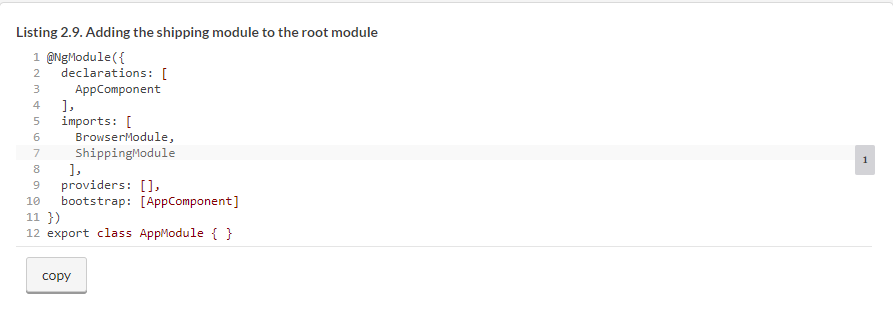 Listing 2.9. Adding the shipping module to the root module
1 @NgModule({
2   declarations: [
3     AppComponent
4   ],
5   imports: [
6     BrowserModule,
7     ShippingModule 1
8    ],
9   providers: [],
10   bootstrap: [AppComponent]
11 })
12 export class AppModule { }
copy